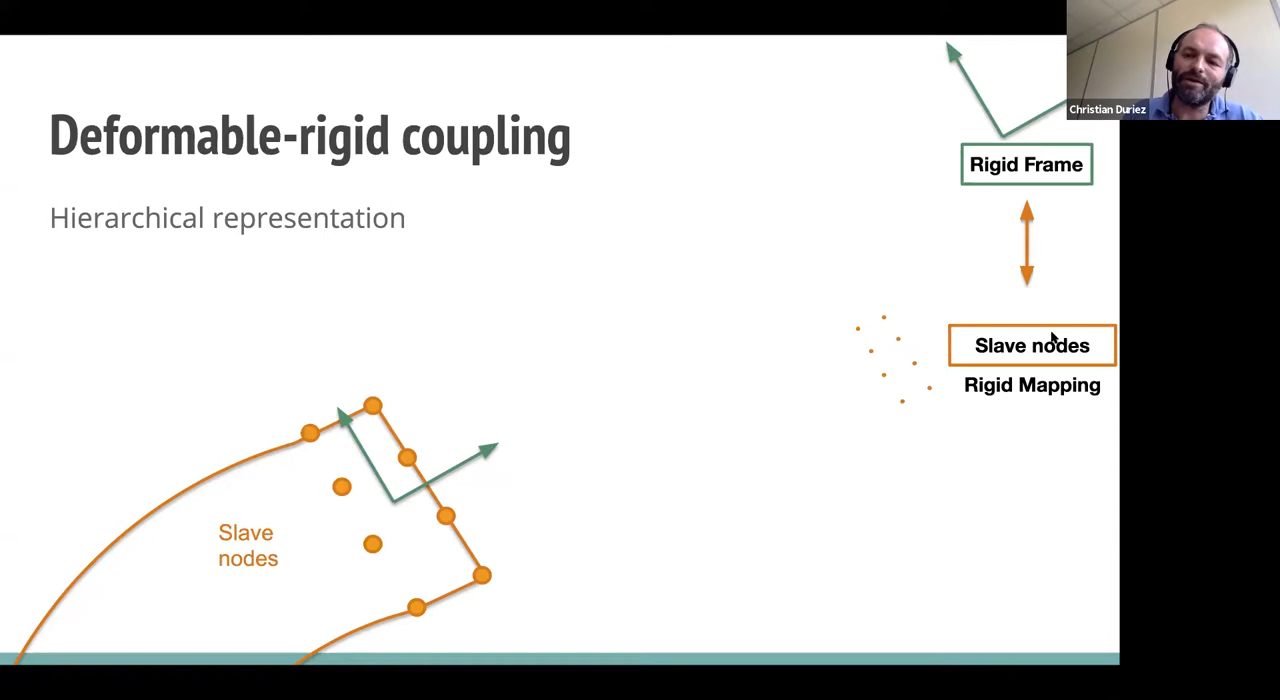 Christian Duriez
Deformable-rigid coupling
Rigid Frame
Hierarchical representation
Slave nodes
Rigid Mapping
Slave
nodes